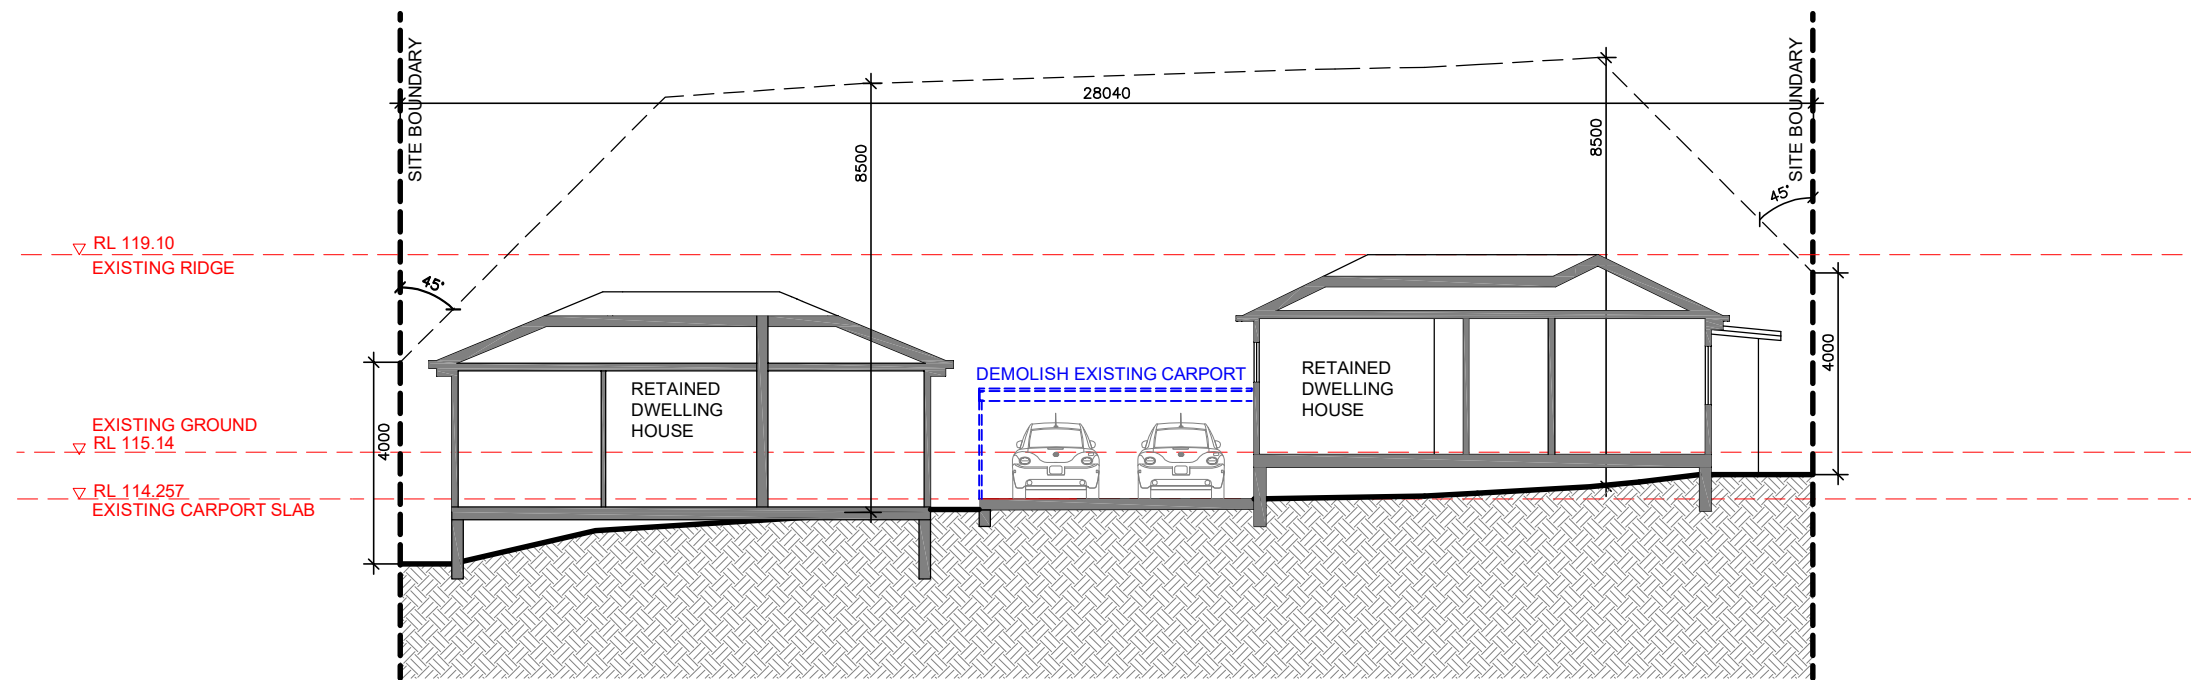 SITE BOUNDARY
SITE BOUNDARY
28040
8500
8500
45°
RL 119.10
EXISTING RIDGE
45°
4000
DEMOLISH EXISTING CARPORT
RETAINED
DWELLING
HOUSE
RETAINED
DWELLING
HOUSE
EXISTING GROUND
RL 115.14
4000
RL 114.257
EXISTING CARPORT SLAB